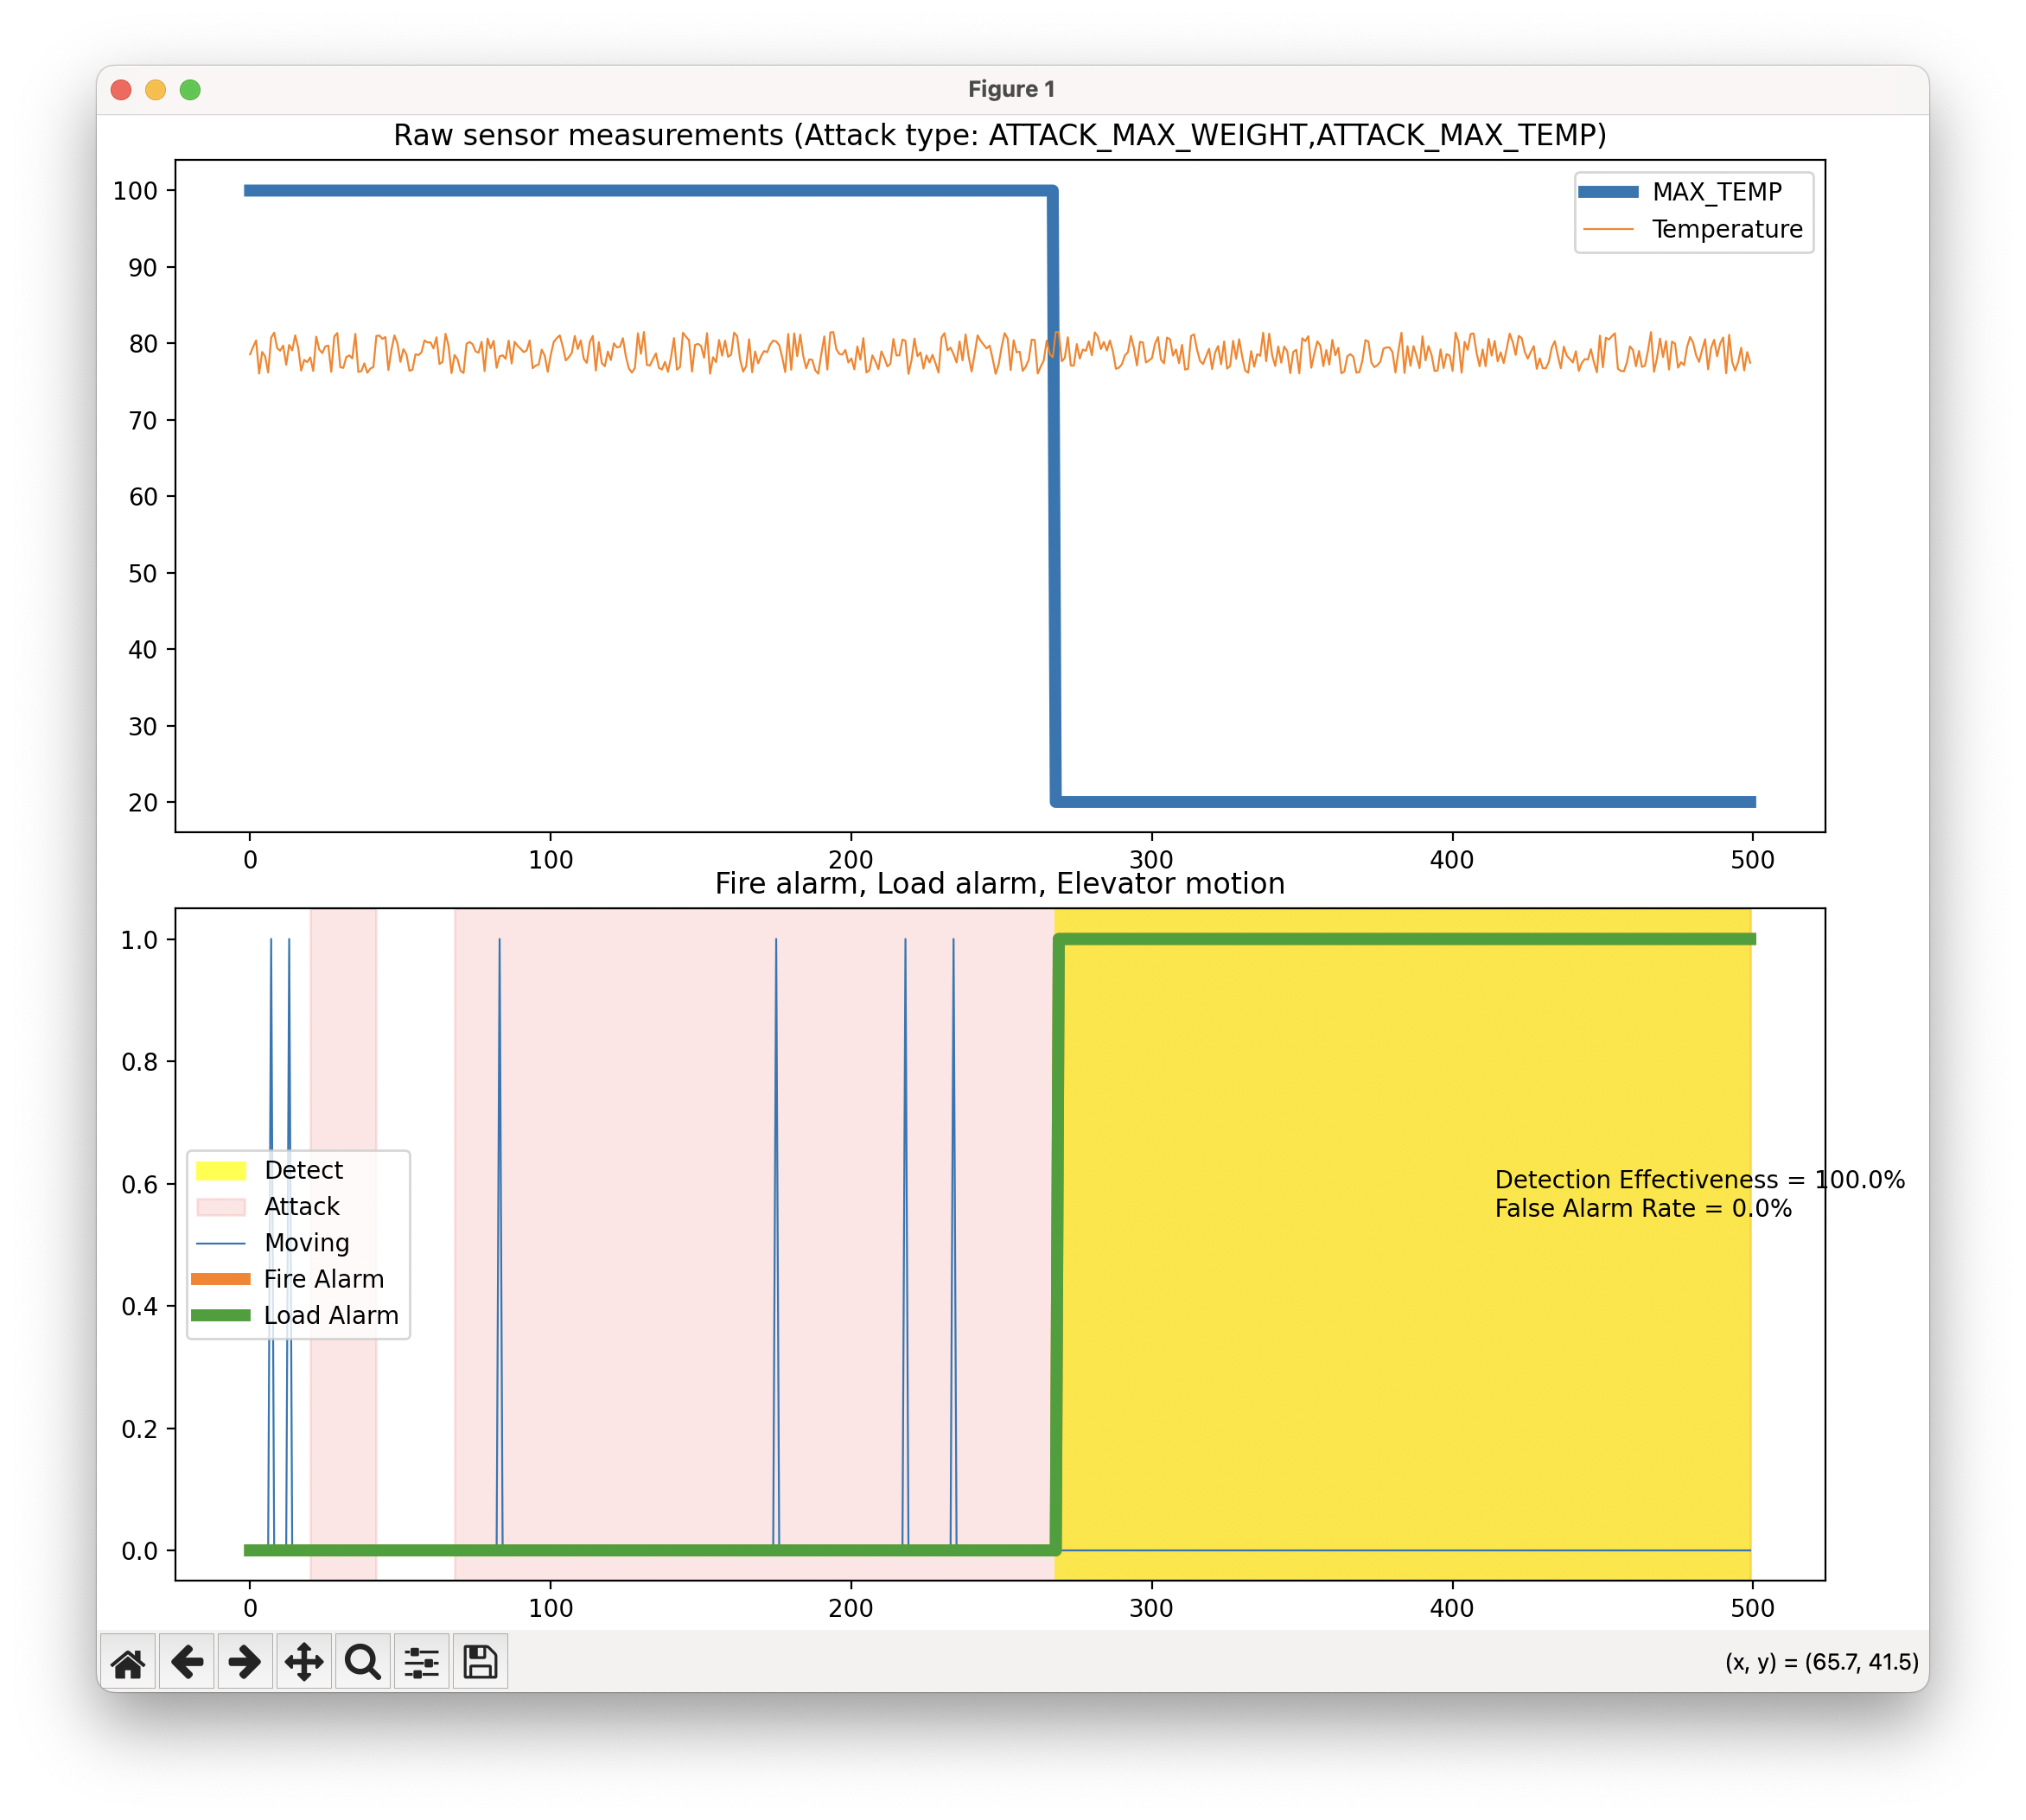 Figure 1
Raw sensor measurements (Attack type: ATTACK_MAX_WEIGHT,ATTACK_MAX_TEMP)
100
90
80
70
60
50
40
30
20
MAX_TEMP
Temperature
0 100 200 300 400 500
Fire alarm, Load alarm, Elevator motion
1.0
0.8
0.6
0.4
0.2
0.0
Detect
Attack
Moving
Fire Alarm
Load Alarm
Detection Effectiveness = 100.0%
False Alarm Rate = 0.0%
0 100 200 300 400 500
(x, y) = (65.7, 41.5)